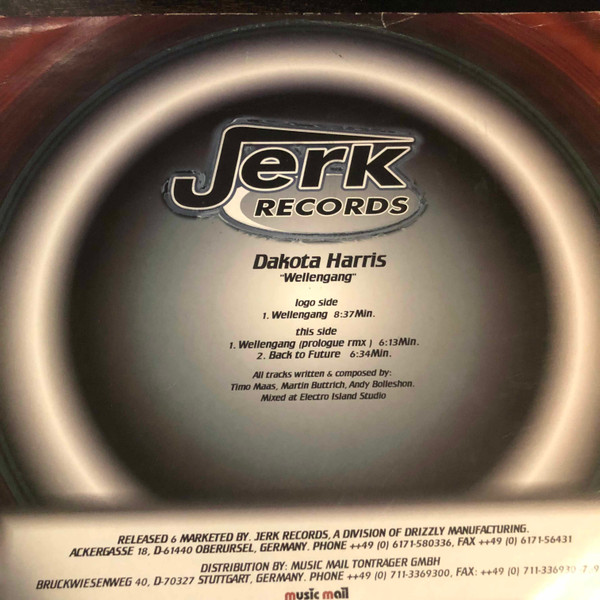 Jerk
RECORDS
Dakota Harris
"Wellengang"
logo side
1. Wellengang 8:37Min.
this side
1. Wellengang (prologue rmx ) 6:13Min.
2. Back to Future 6:34Min.
All tracks written & composed by:
Timo Maas, Martin Buttrich, Andy Bolleshon.
Mixed at Electro Island Studio
RELEASED & MARKETED BY. JERK RECORDS, A DIVISION OF DRIZZLY MANUFACTURING.
ACKERGASSE 18, D-61440 OBERURSEL, GERMANY. PHONE ++49 (0) 6171-580336, FAX ++49 (0) 6171-56431
DISTRIBUTION BY: MUSIC MAIL TONTRAGER GMBH
BRUCKWIESENWEG 40, D-70327 STUTTGART, GERMANY. PHONE ++49 (0) 711-3369300, FAX: ++49 (0)
music mail